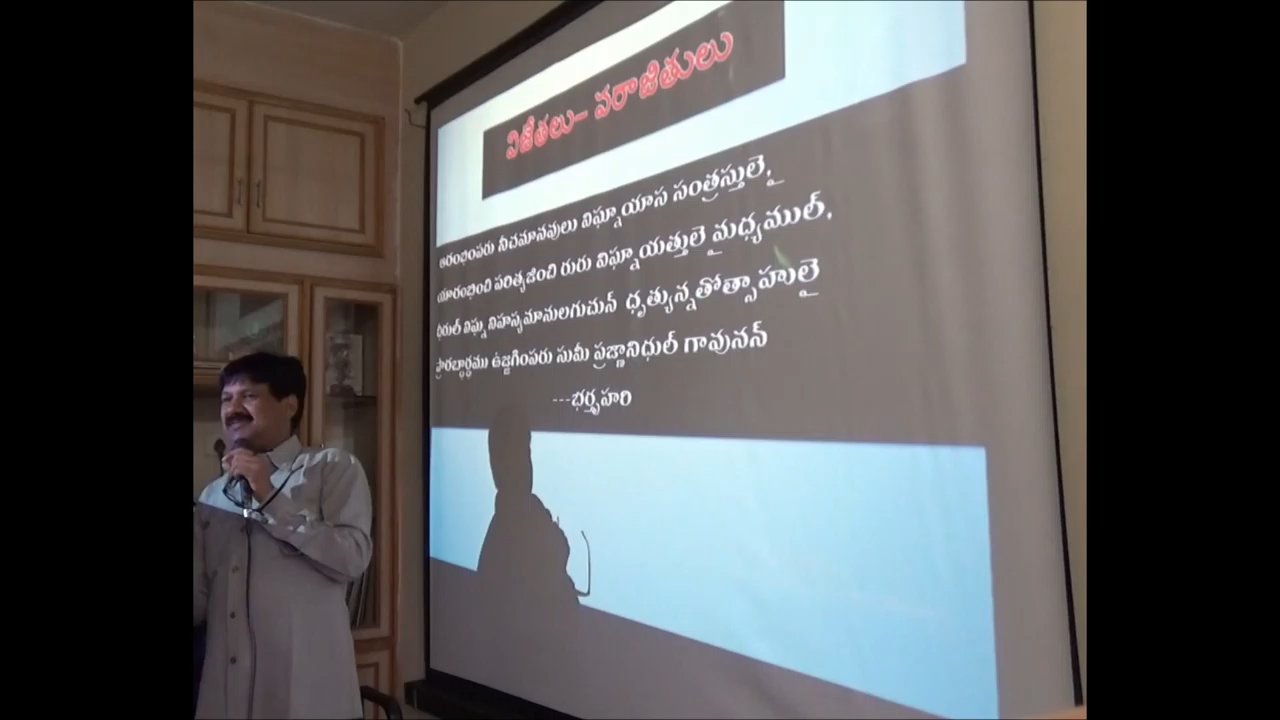 విజేతలు– పరాజితులు
ఆరంభింపరు నీచమానవులు విఘ్నాయాస సంత్రస్తులై,
యారంభించి పరిత్యజించి రురు విఘ్నాయత్తులై మధ్యముల్,
ధీరుల్ విఘ్న నిహన్యమానులగుచున్ ధృత్యున్నతోత్సాహులై
ప్రారబ్ధార్థము ఉజ్జగింపరు సుమీ ప్రజ్ఞానిధుల్ గావునన్
---భర్తృహరి